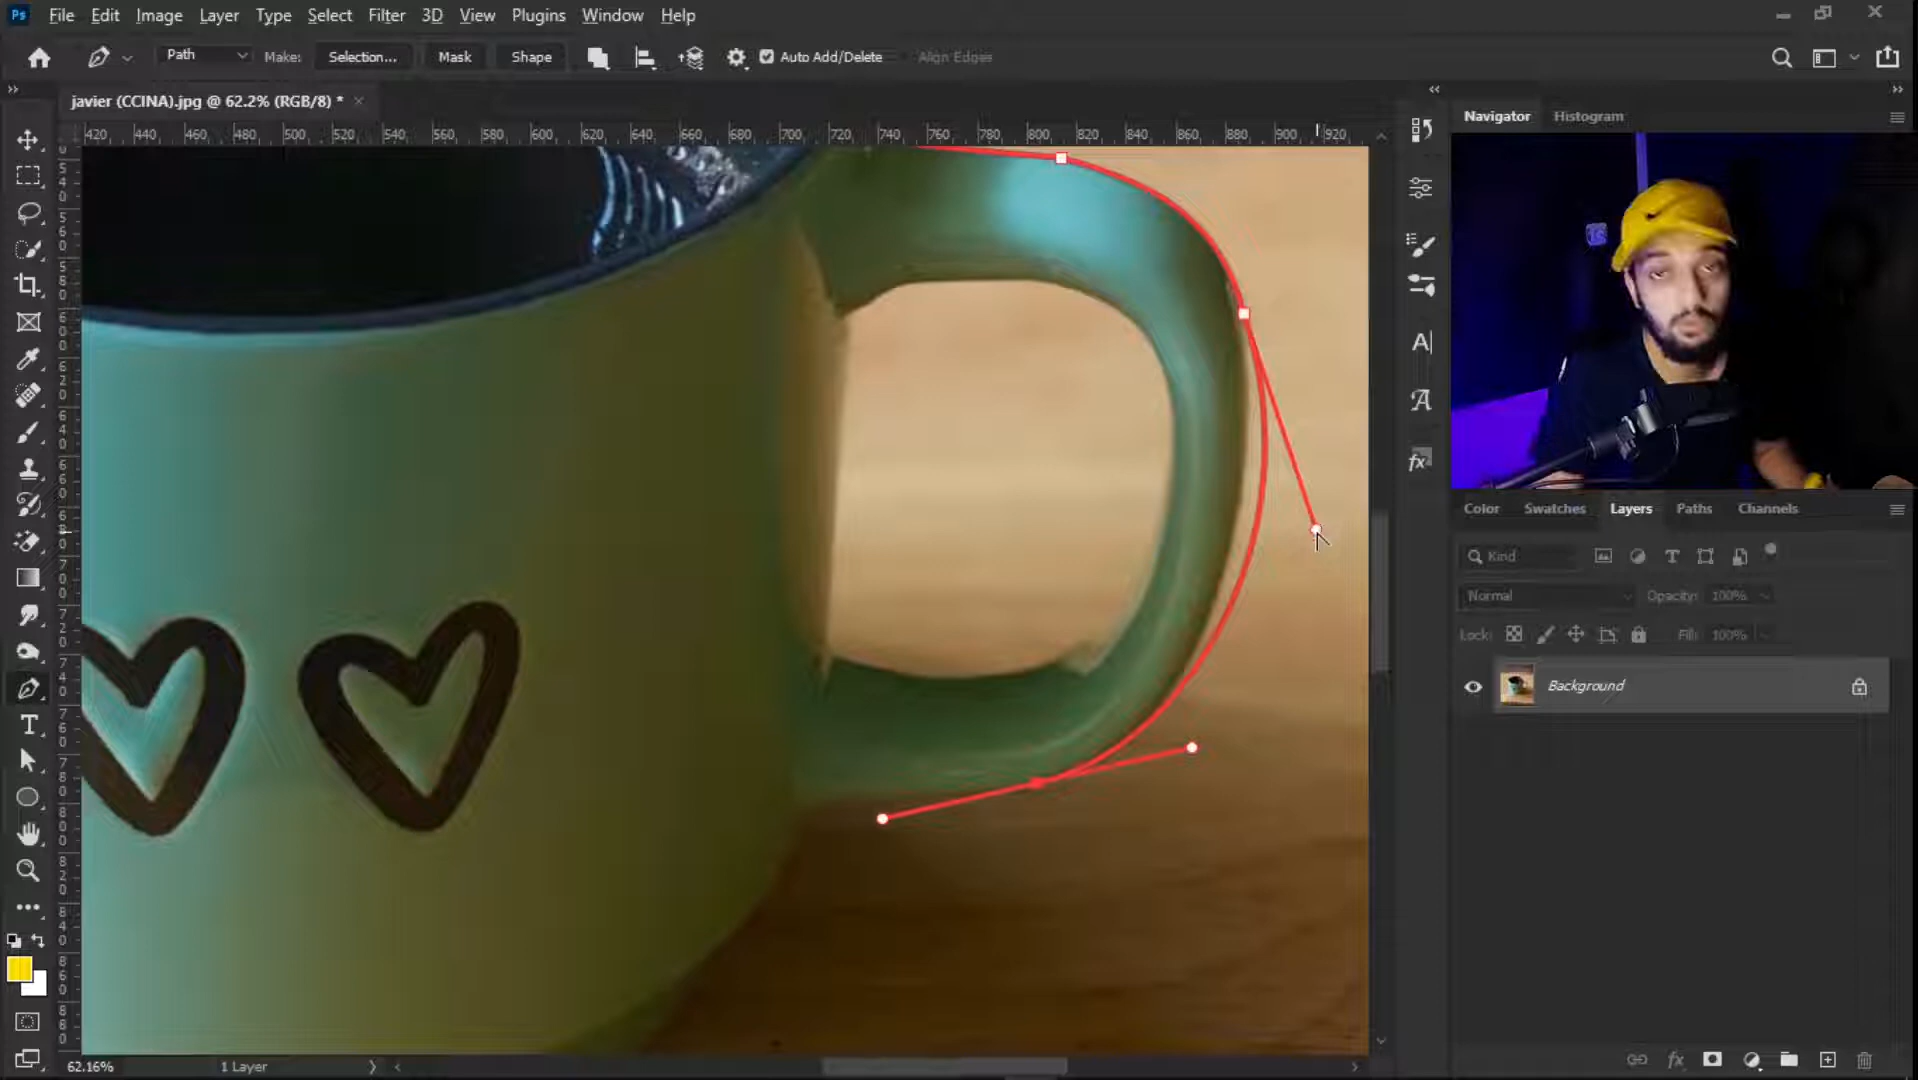 Ps File Edit Image Layer Type Select Filter 3D View Plugins Window Help
Path Make: Selection... Mask Shape Auto Add/Delete Align Edges
javier (CCINA).jpg @ 62.2% (RGB/8) *
420 440 460 480 500 520 540 560 580 600 620 640 660 680 700 720 740 760 780 800 820 840 860 880 900 920
Navigator Histogram
Color Swatches Layers Paths Channels
Kind
Normal Opacity: 100%
Lock: Fill: 100%
Background
fx
62.16% 1 Layer